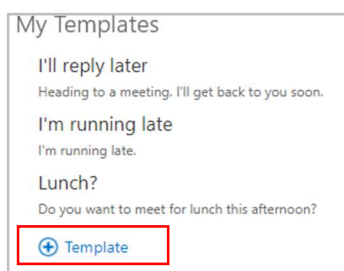 My Templates
I'll reply later
Heading to a meeting. I'll get back to you soon.
I'm running late
I'm running late.
Lunch?
Do you want to meet for lunch this afternoon?
Template